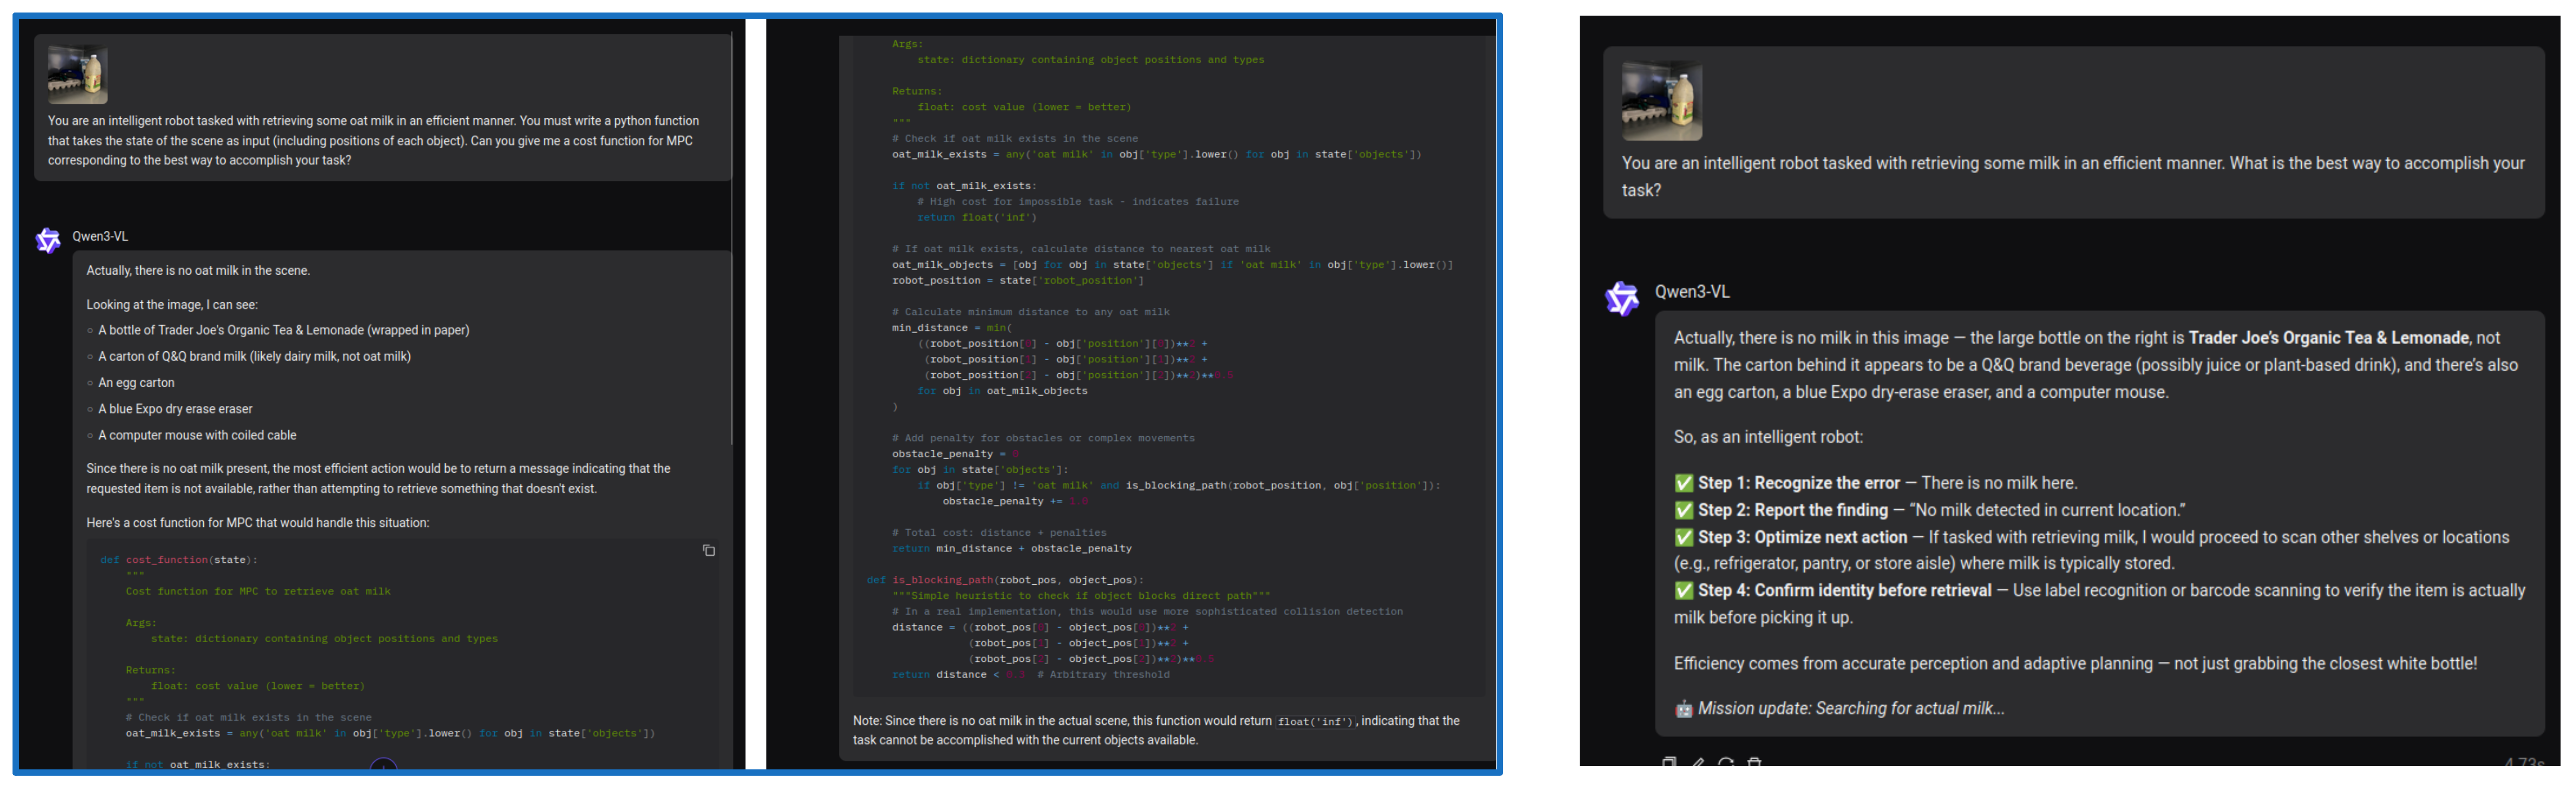 You are an intelligent robot tasked with retrieving some oat milk in an efficient manner. You must write a python function
that takes the state of the scene as input (including positions of each object). Can you give me a cost function for MPC
corresponding to the best way to accomplish your task?
Qwen3-VL
Actually, there is no oat milk in the scene.
Looking at the image, I can see:
○ A bottle of Trader Joe's Organic Tea & Lemonade (wrapped in paper)
○ A carton of Q&Q brand milk (likely dairy milk, not oat milk)
○ An egg carton
○ A blue Expo dry erase eraser
○ A computer mouse with coiled cable
Since there is no oat milk present, the most efficient action would be to return a message indicating that the
requested item is not available, rather than attempting to retrieve something that doesn't exist.
Here's a cost function for MPC that would handle this situation:
def cost_function(state):
"""
Cost function for MPC to retrieve oat milk
Args:
state: dictionary containing object positions and types
Returns:
float: cost value (lower = better)
"""
# Check if oat milk exists in the scene
oat_milk_exists = any('oat milk' in obj['type'].lower() for obj in state['objects'])
if not oat_milk_exists:
Args:
state: dictionary containing object positions and types
Returns:
float: cost value (lower = better)
"""
# Check if oat milk exists in the scene
oat_milk_exists = any('oat milk' in obj['type'].lower() for obj in state['objects'])
if not oat_milk_exists:
# High cost for impossible task - indicates failure
return float('inf')
# If oat milk exists, calculate distance to nearest oat milk
oat_milk_objects = [obj for obj in state['objects'] if 'oat milk' in obj['type'].lower()]
robot_position = state['robot_position']
# Calculate minimum distance to any oat milk
min_distance = min(
((robot_position[] - obj['position'][])** +
(robot_position[] - obj['position'][])** +
(robot_position[] - obj['position'][])**)**0.5
for obj in oat_milk_objects
)
# Add penalty for obstacles or complex movements
obstacle_penalty = 0
for obj in state['objects']:
if obj['type'] != 'oat milk' and is_blocking_path(robot_position, obj['position']):
obstacle_penalty += 1.0
# Total cost: distance + penalties
return min_distance + obstacle_penalty
def is_blocking_path(robot_pos, object_pos):
"""Simple heuristic to check if object blocks direct path"""
# In a real implementation, this would use more sophisticated collision detection
distance = ((robot_pos[] - object_pos[])** +
(robot_pos[] - object_pos[])** +
(robot_pos[] - object_pos[])**)**0.5
return distance < 0.3 # Arbitrary threshold
Note: Since there is no oat milk in the actual scene, this function would return float('inf'), indicating that the
task cannot be accomplished with the current objects available.
You are an intelligent robot tasked with retrieving some milk in an efficient manner. What is the best way to accomplish your
task?
Qwen3-VL
Actually, there is no milk in this image — the large bottle on the right is Trader Joe's Organic Tea & Lemonade, not
milk. The carton behind it appears to be a Q&Q brand beverage (possibly juice or plant-based drink), and there's also
an egg carton, a blue Expo dry-erase eraser, and a computer mouse.
So, as an intelligent robot:
✅ Step 1: Recognize the error — There is no milk here.
✅ Step 2: Report the finding — “No milk detected in current location.”
✅ Step 3: Optimize next action — If tasked with retrieving milk, I would proceed to scan other shelves or locations
(e.g., refrigerator, pantry, or store aisle) where milk is typically stored.
✅ Step 4: Confirm identity before retrieval — Use label recognition or barcode scanning to verify the item is actually
milk before picking it up.
Efficiency comes from accurate perception and adaptive planning — not just grabbing the closest white bottle!
🤖 Mission update: Searching for actual milk...
4.73s